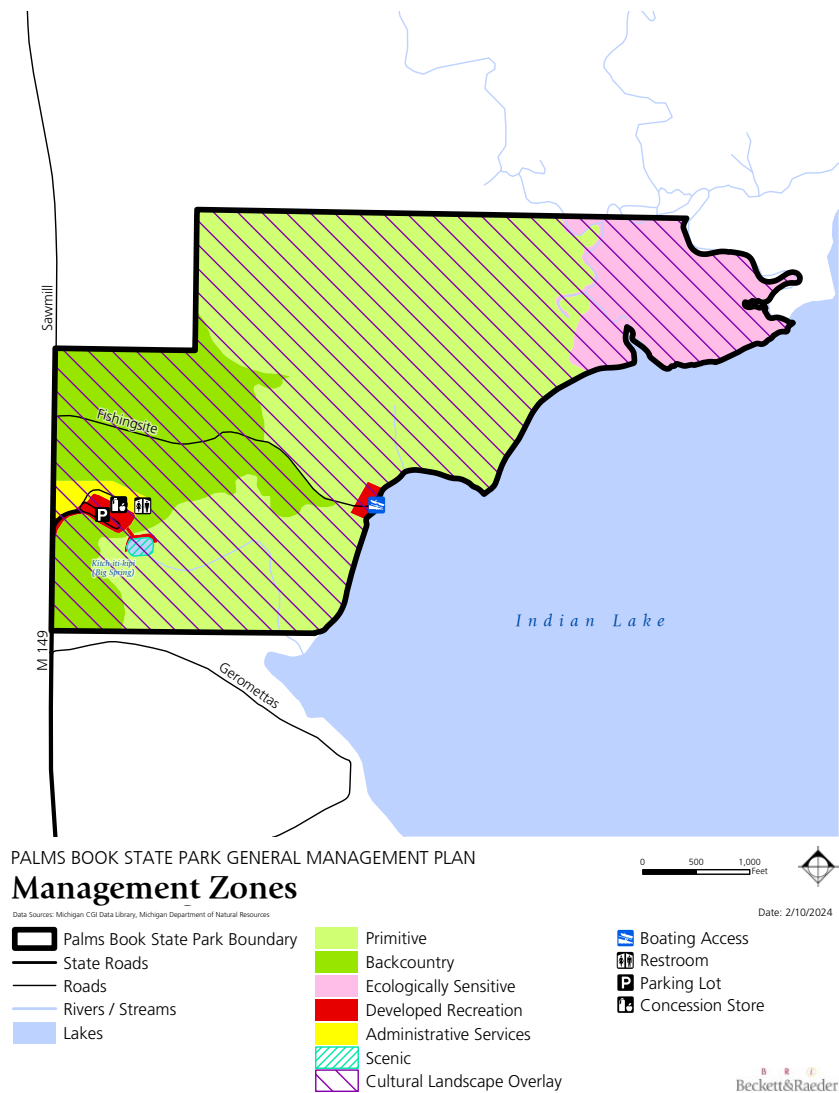 Sawmill
Fishingsite
P
Kitch-iti-kipi
(Big Spring)
Indian Lake
M 149
Geromettas
PALMS BOOK STATE PARK GENERAL MANAGEMENT PLAN
Management Zones
Data Sources: Michigan CGI Data Library, Michigan Department of Natural Resources
0 500 1,000
Feet
Date: 2/10/2024
Palms Book State Park Boundary
State Roads
Roads
Rivers / Streams
Lakes
Primitive
Backcountry
Ecologically Sensitive
Developed Recreation
Administrative Services
Scenic
Cultural Landscape Overlay
Boating Access
Restroom
P Parking Lot
Concession Store
B R i
Beckett&Raeder